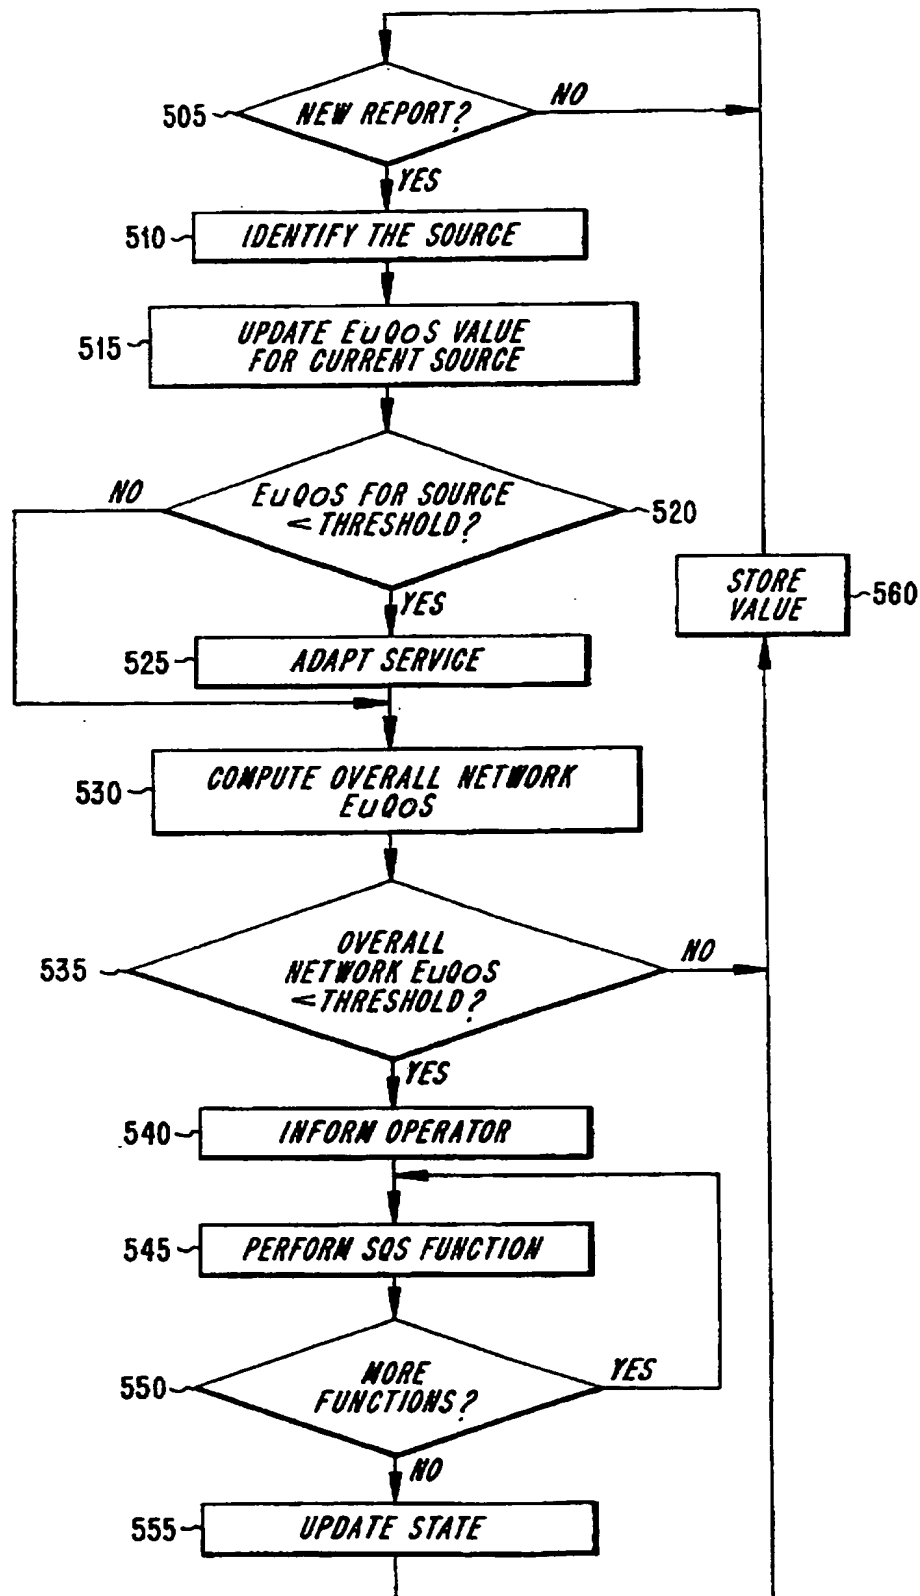 505
NEW REPORT?
NO
YES
510
IDENTIFY THE SOURCE
515
UPDATE EuQoS VALUE
FOR CURRENT SOURCE
NO
EuQoS FOR SOURCE
< THRESHOLD?
520
YES
STORE
VALUE
560
525
ADAPT SERVICE
530
COMPUTE OVERALL NETWORK
EuQoS
535
OVERALL
NETWORK EuQoS
< THRESHOLD?
NO
YES
540
INFORM OPERATOR
545
PERFORM SQS FUNCTION
550
MORE
FUNCTIONS?
YES
NO
555
UPDATE STATE